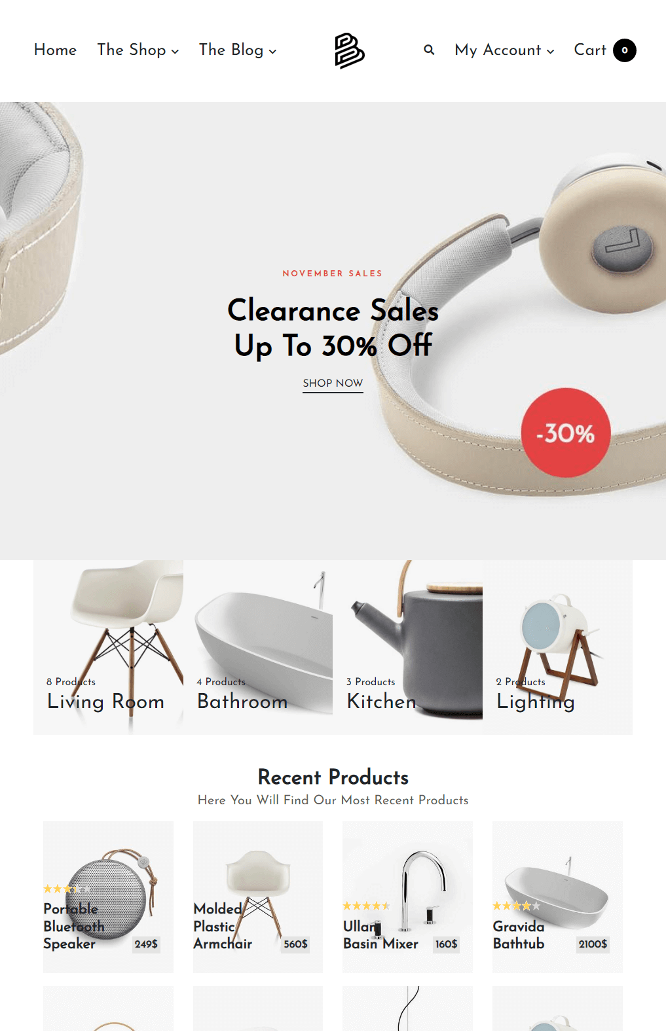 Home The Shop The Blog My Account Cart 0
NOVEMBER SALES
Clearance Sales
Up To 30% Off
SHOP NOW
-30%
8 Products
Living Room
4 Products
Bathroom
3 Products
Kitchen
2 Products
Lighting
Recent Products
Here You Will Find Our Most Recent Products
Portable
Bluetooth
Speaker
249$
Molded
Plastic
Armchair
560$
Ullan
Basin Mixer
160$
Gravida
Bathtub
2100$